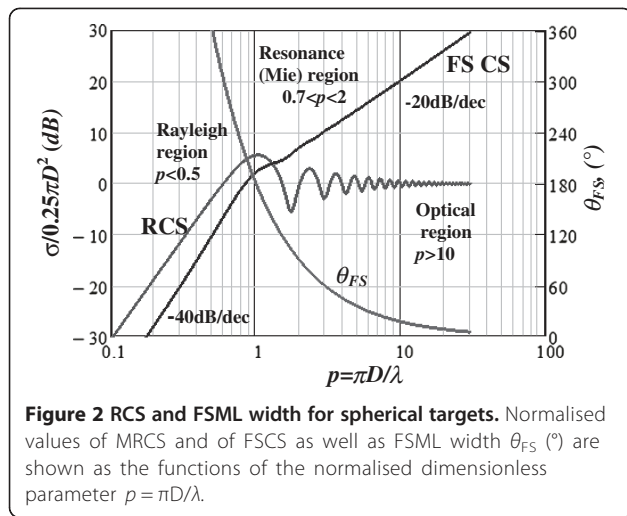 30
20
10
0
−10
−20
−30
σ/0.25πD² (dB)
Rayleigh
region
p<0.5
Resonance
(Mie) region
0.7<p<2
FS CS
-20dB/dec
RCS
Optical
region
p>10
θFS
-40dB/dec
360
300
240
180
120
60
0
θFS, (°)
0.1 1 10 100
p=πD/λ
Figure 2 RCS and FSML width for spherical targets. Normalised
values of MRCS and of FSCS as well as FSML width θFS (°) are
shown as the functions of the normalised dimensionless
parameter p = πD/λ.